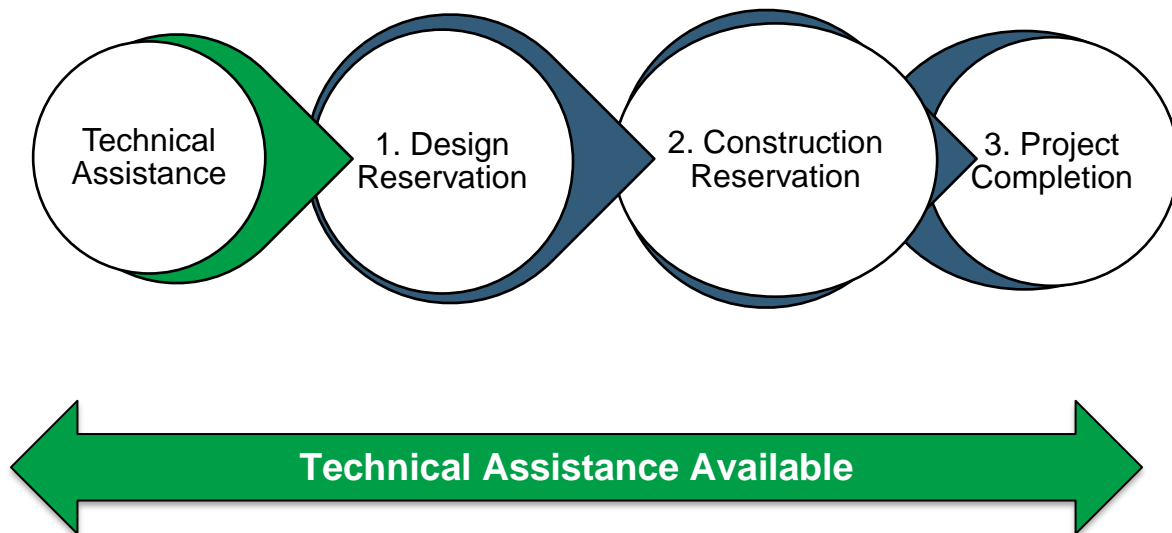 Technical
Assistance
1. Design
Reservation
2. Construction
Reservation
3. Project
Completion
Technical Assistance Available